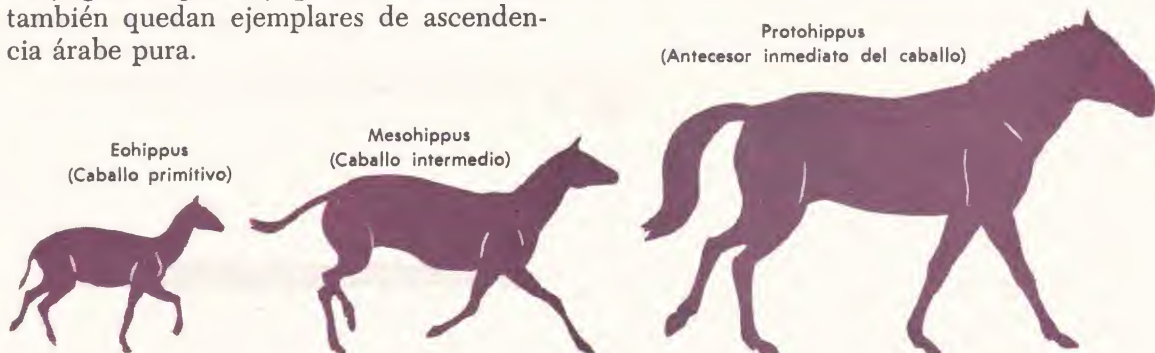 también quedan ejemplares de ascenden-
cia árabe pura.
Protohippus
(Antecesor inmediato del caballo)
Mesohippus
(Caballo intermedio)
Eohippus
(Caballo primitivo)